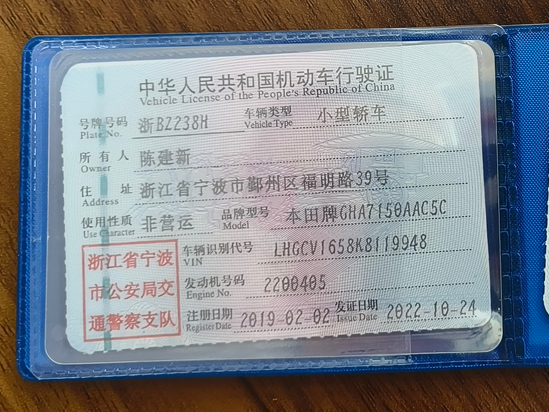 中华人民共和国机动车行驶证
Vehicle License of the People's Republic of China
号牌号码 浙BZ238H 车辆类型 小型轿车
Plate No. Vehicle Type
所有人 陈建新
Owner
住址 浙江省宁波市鄞州区福明路39号
Address
使用性质 非营运 品牌型号 本田牌GHA7150AAC5C
Use Character Model
浙江省宁波
市公安局交
通警察支队
车辆识别代号 LHGCV1658K8119948
VIN
发动机号码 2200405
Engine No.
注册日期 2019-02-02 发证日期 2022-10-24
Register Date Issue Date